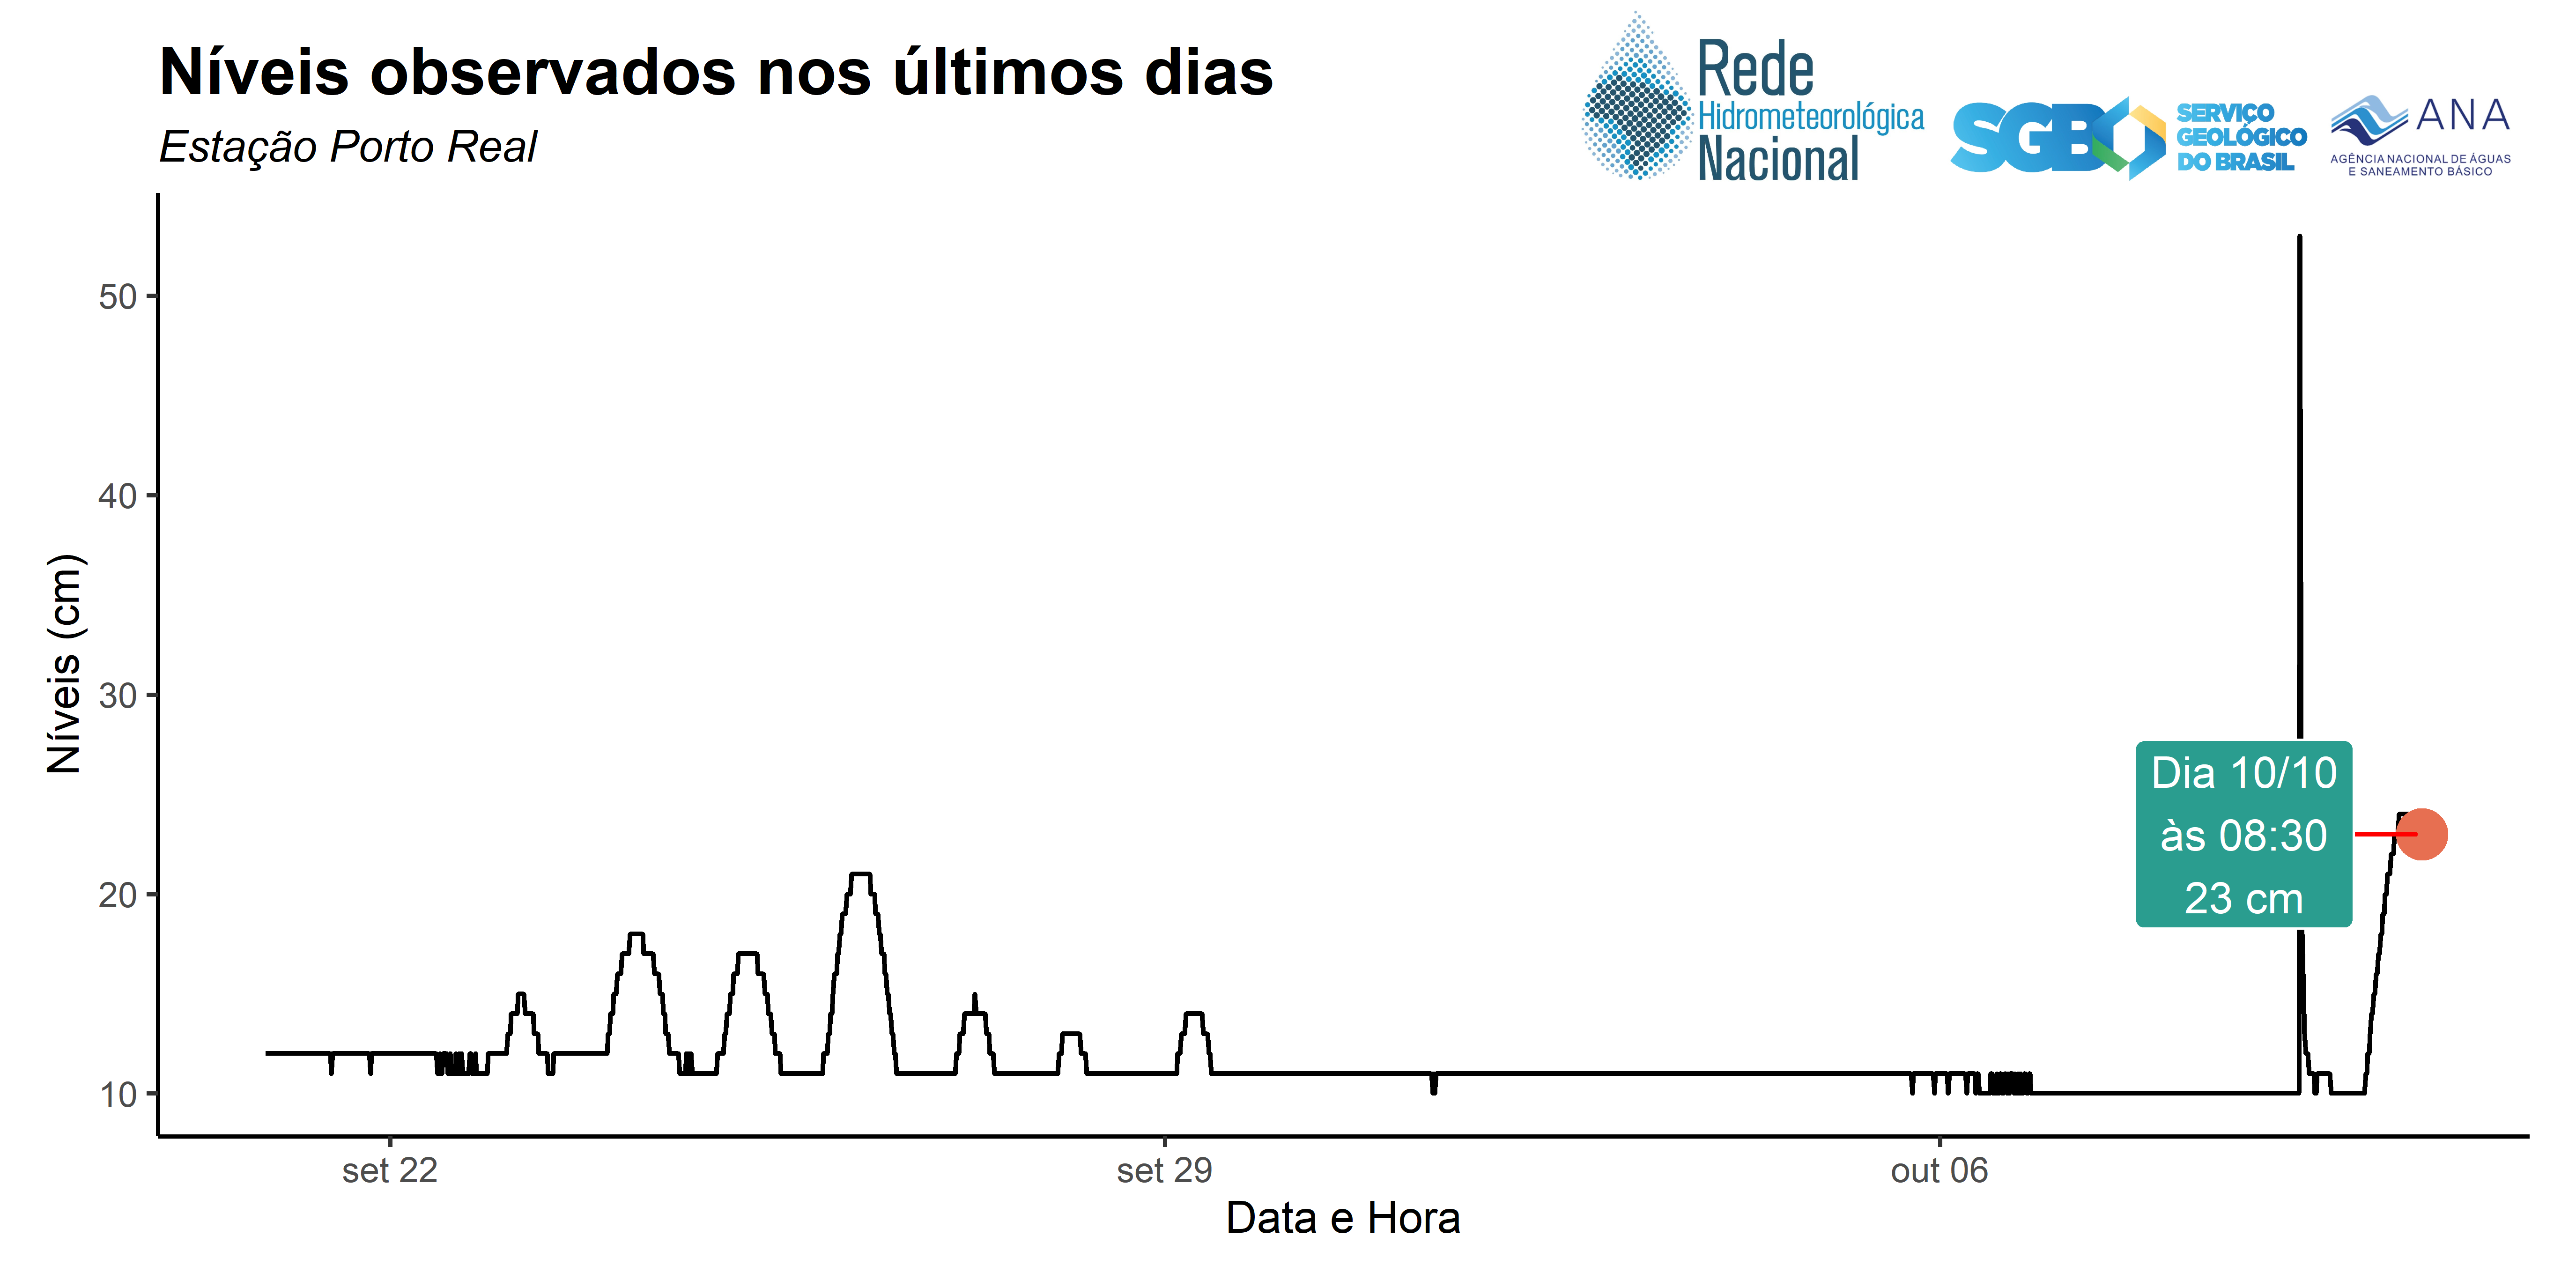 Níveis observados nos últimos dias
Estação Porto Real
Rede
Hidrometeorológica
Nacional
SGB
SERVIÇO
GEOLÓGICO
DO BRASIL
ANA
AGÊNCIA NACIONAL DE ÁGUAS
E SANEAMENTO BÁSICO
Níveis (cm)
50
40
30
20
10
Dia 10/10
às 08:30
23 cm
set 22
set 29
out 06
Data e Hora